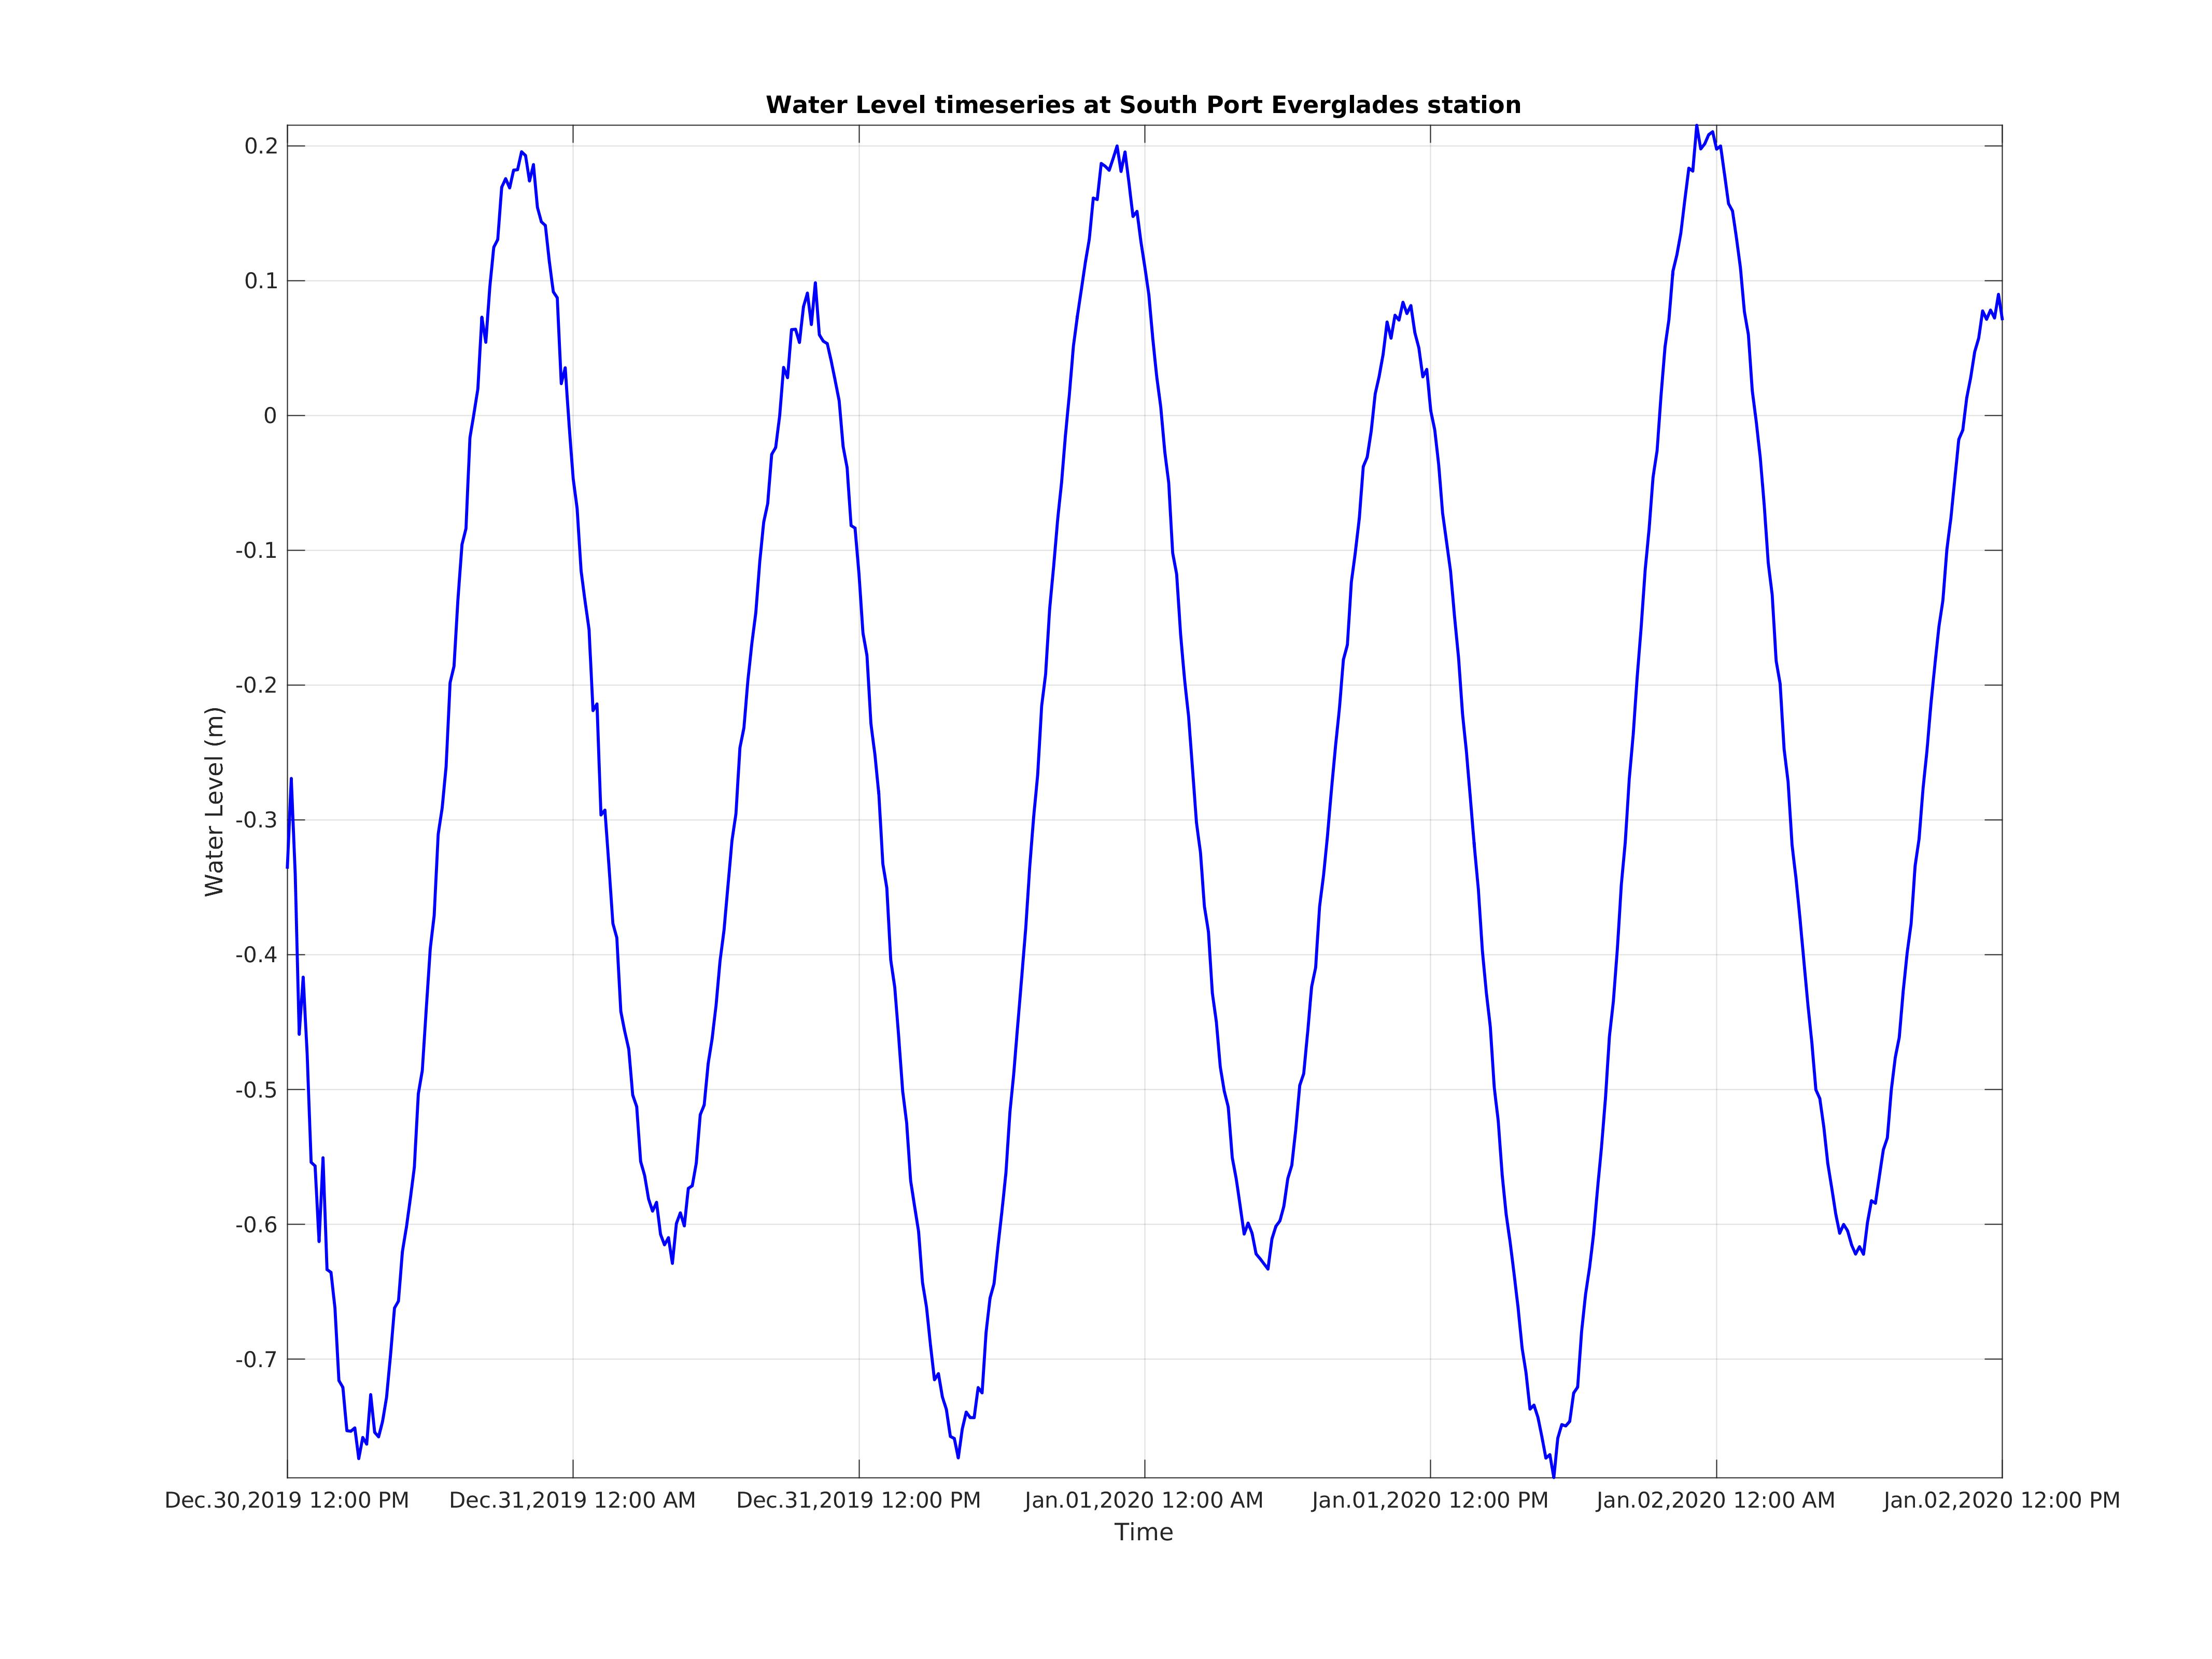 Water Level timeseries at South Port Everglades station
0.2
0.1
0
-0.1
-0.2
-0.3
-0.4
-0.5
-0.6
-0.7
Water Level (m)
Dec.30,2019 12:00 PM Dec.31,2019 12:00 AM Dec.31,2019 12:00 PM Jan.01,2020 12:00 AM Jan.01,2020 12:00 PM Jan.02,2020 12:00 AM Jan.02,2020 12:00 PM
Time